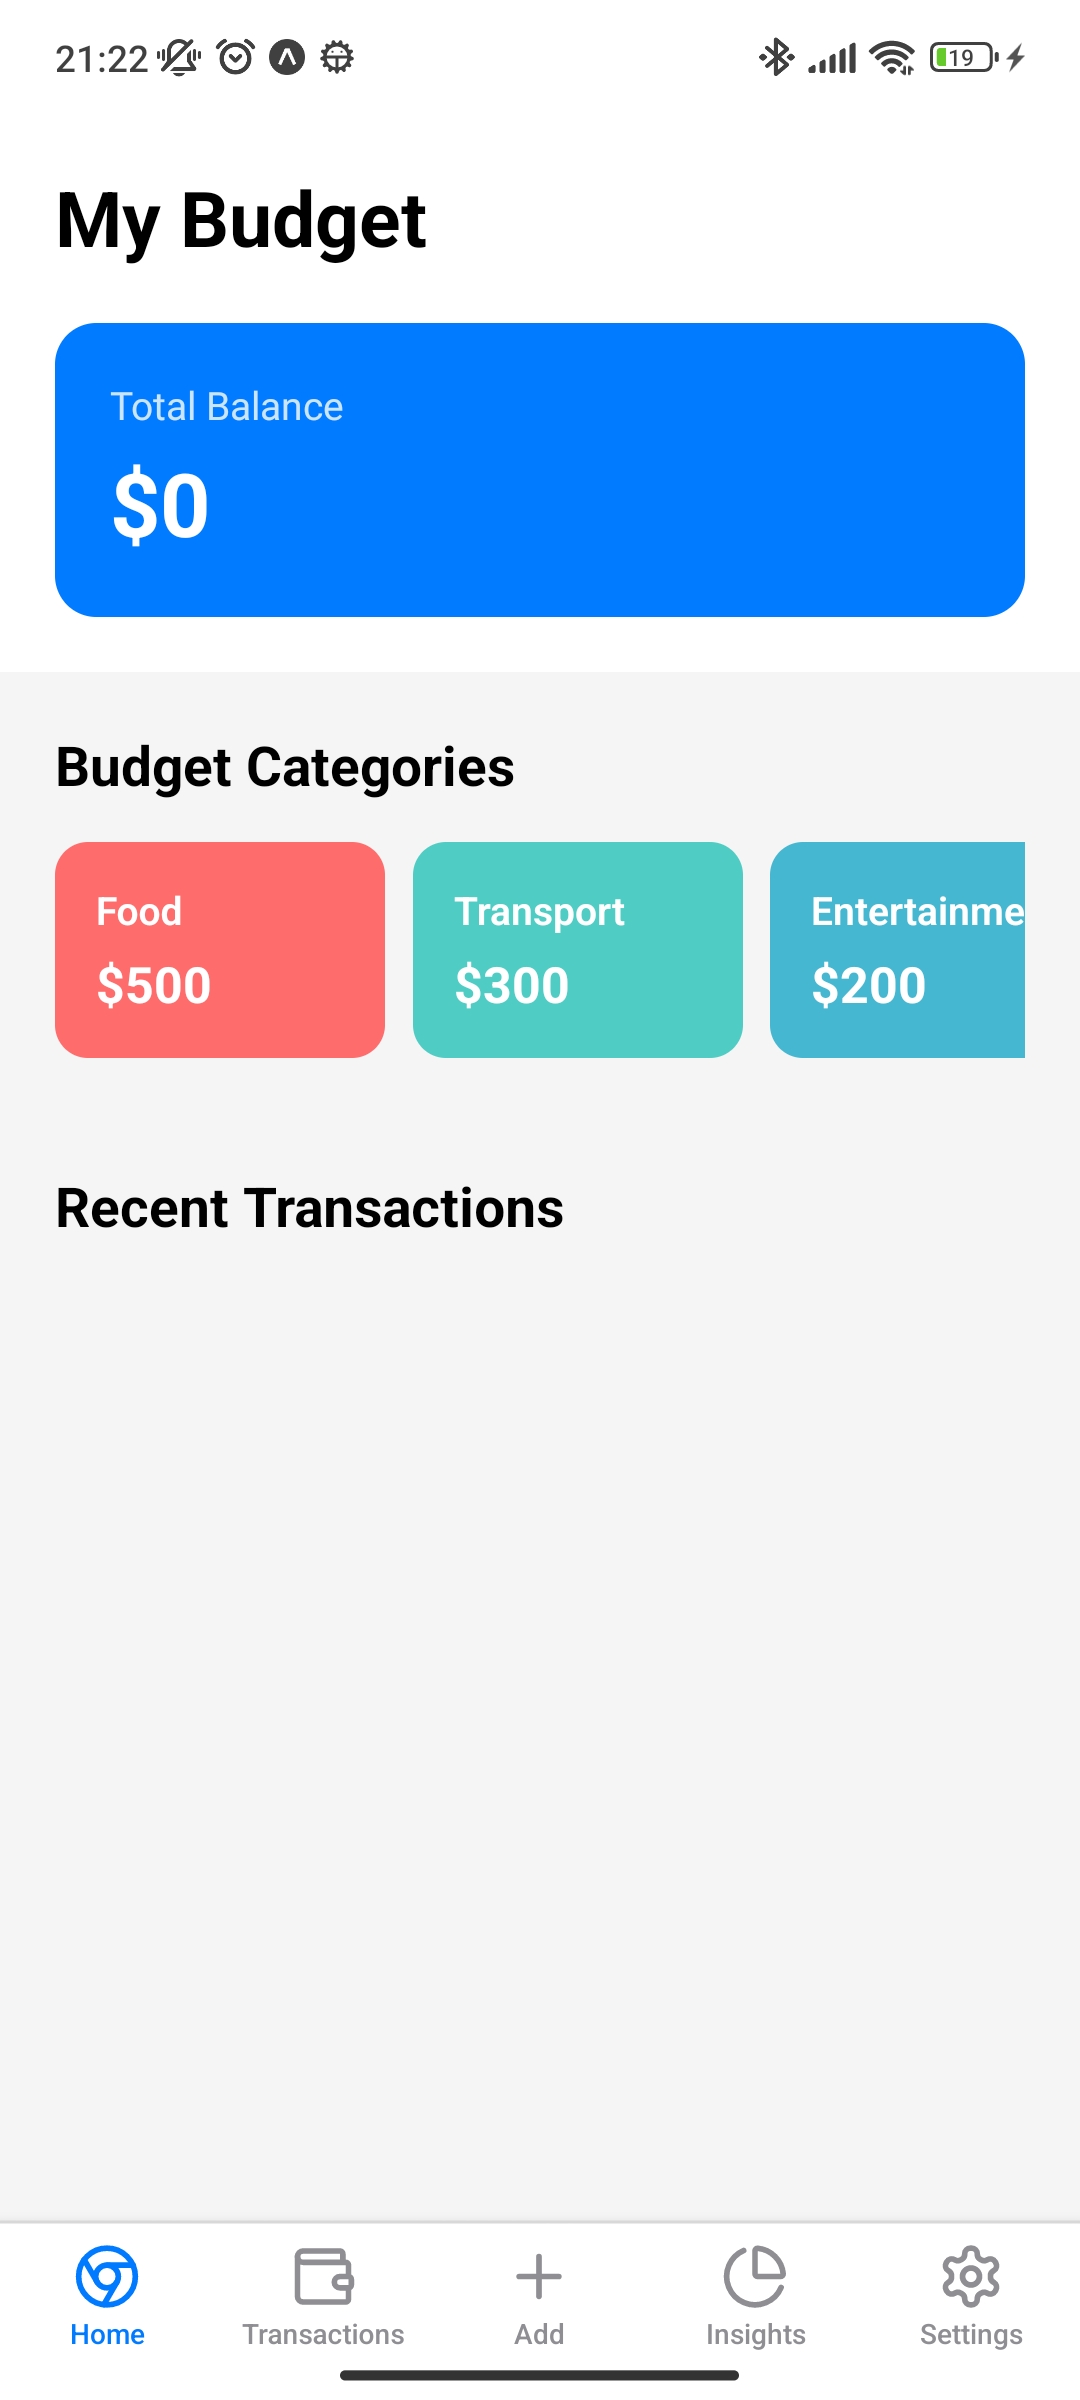 21:22
19
My Budget
Total Balance
$0
Budget Categories
Food
Transport
Entertainme
$500
$300
$200
Recent Transactions
Home
Transactions
Add
Insights
Settings